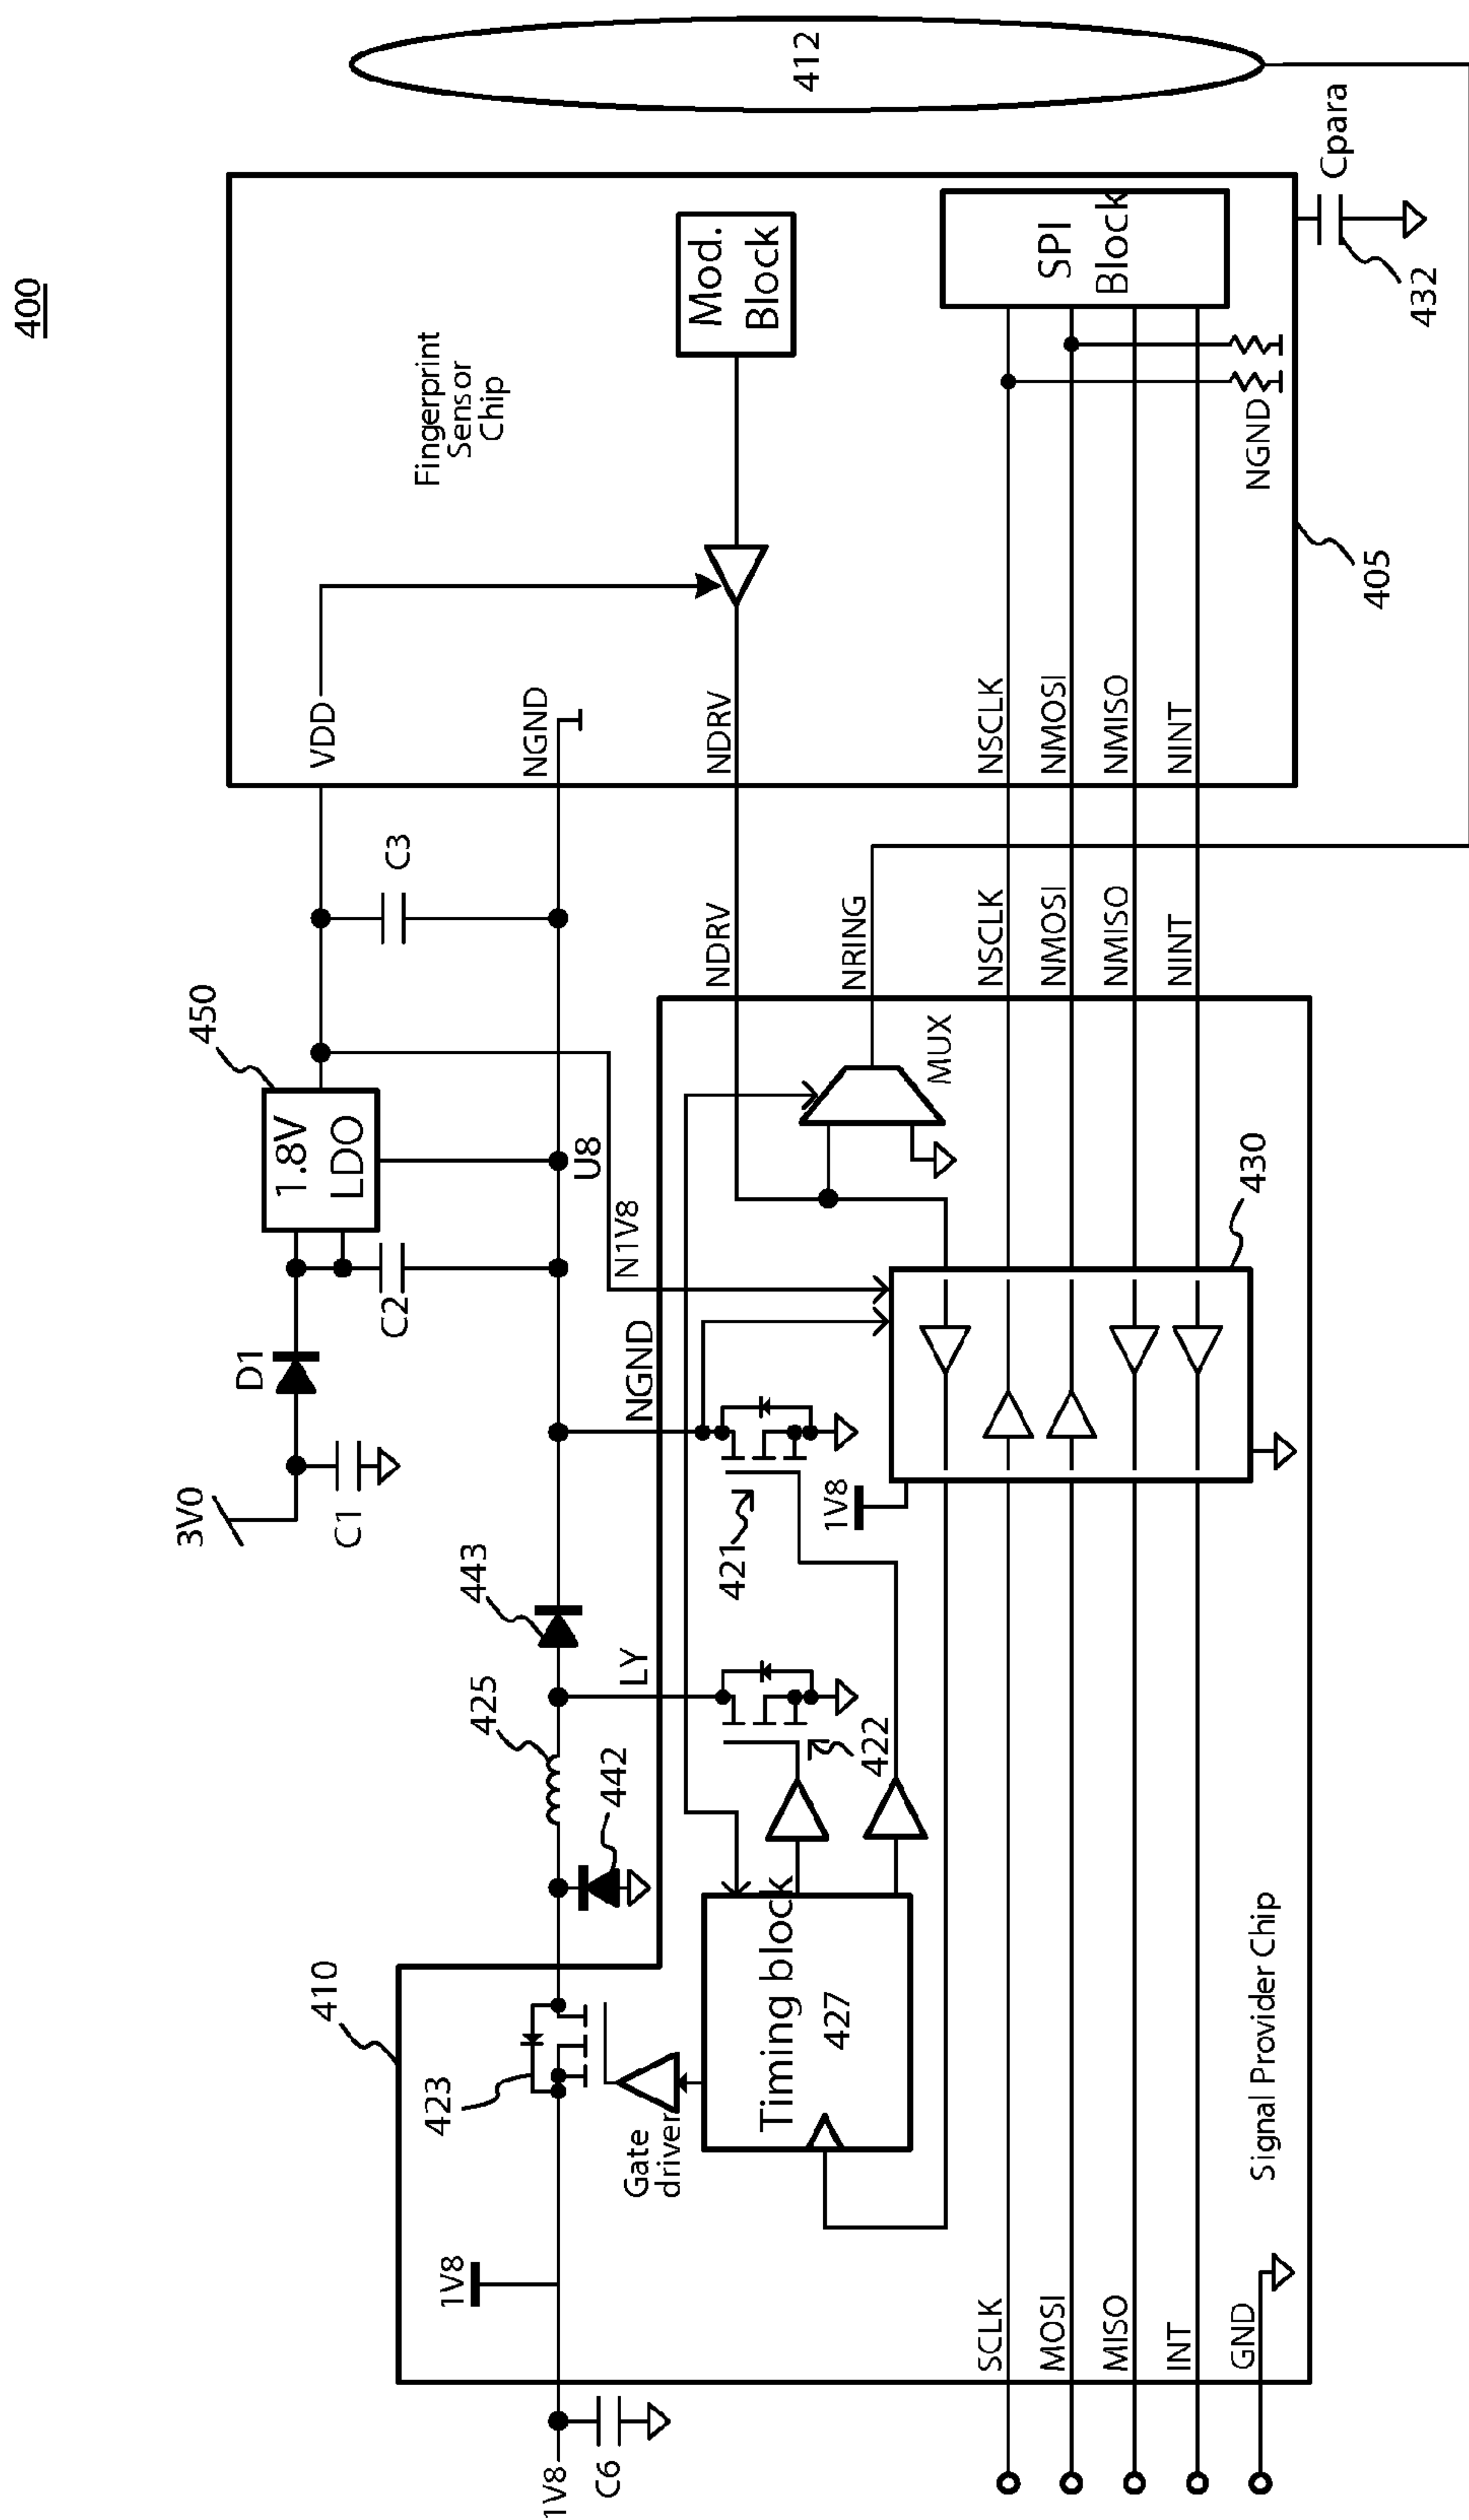 400
410
423
1V8
1V8
C6
Gate
driver
Timing block
427
442
425
443
LY
422
421
1V8
3V0
C1
D1
C2
1.8V
LDO
450
U8
N1V8
NGND
C3
MUX
430
NDRV
NRING
NSCLK
NMOSI
NMISO
NINT
VDD
NGND
NDRV
NSCLK
NMOSI
NMISO
NINT
Fingerprint
Sensor
Chip
Mod.
Block
SPI
Block
NGND
405
Cpara
432
412
SCLK
MOSI
MISO
INT
GND
Signal Provider Chip